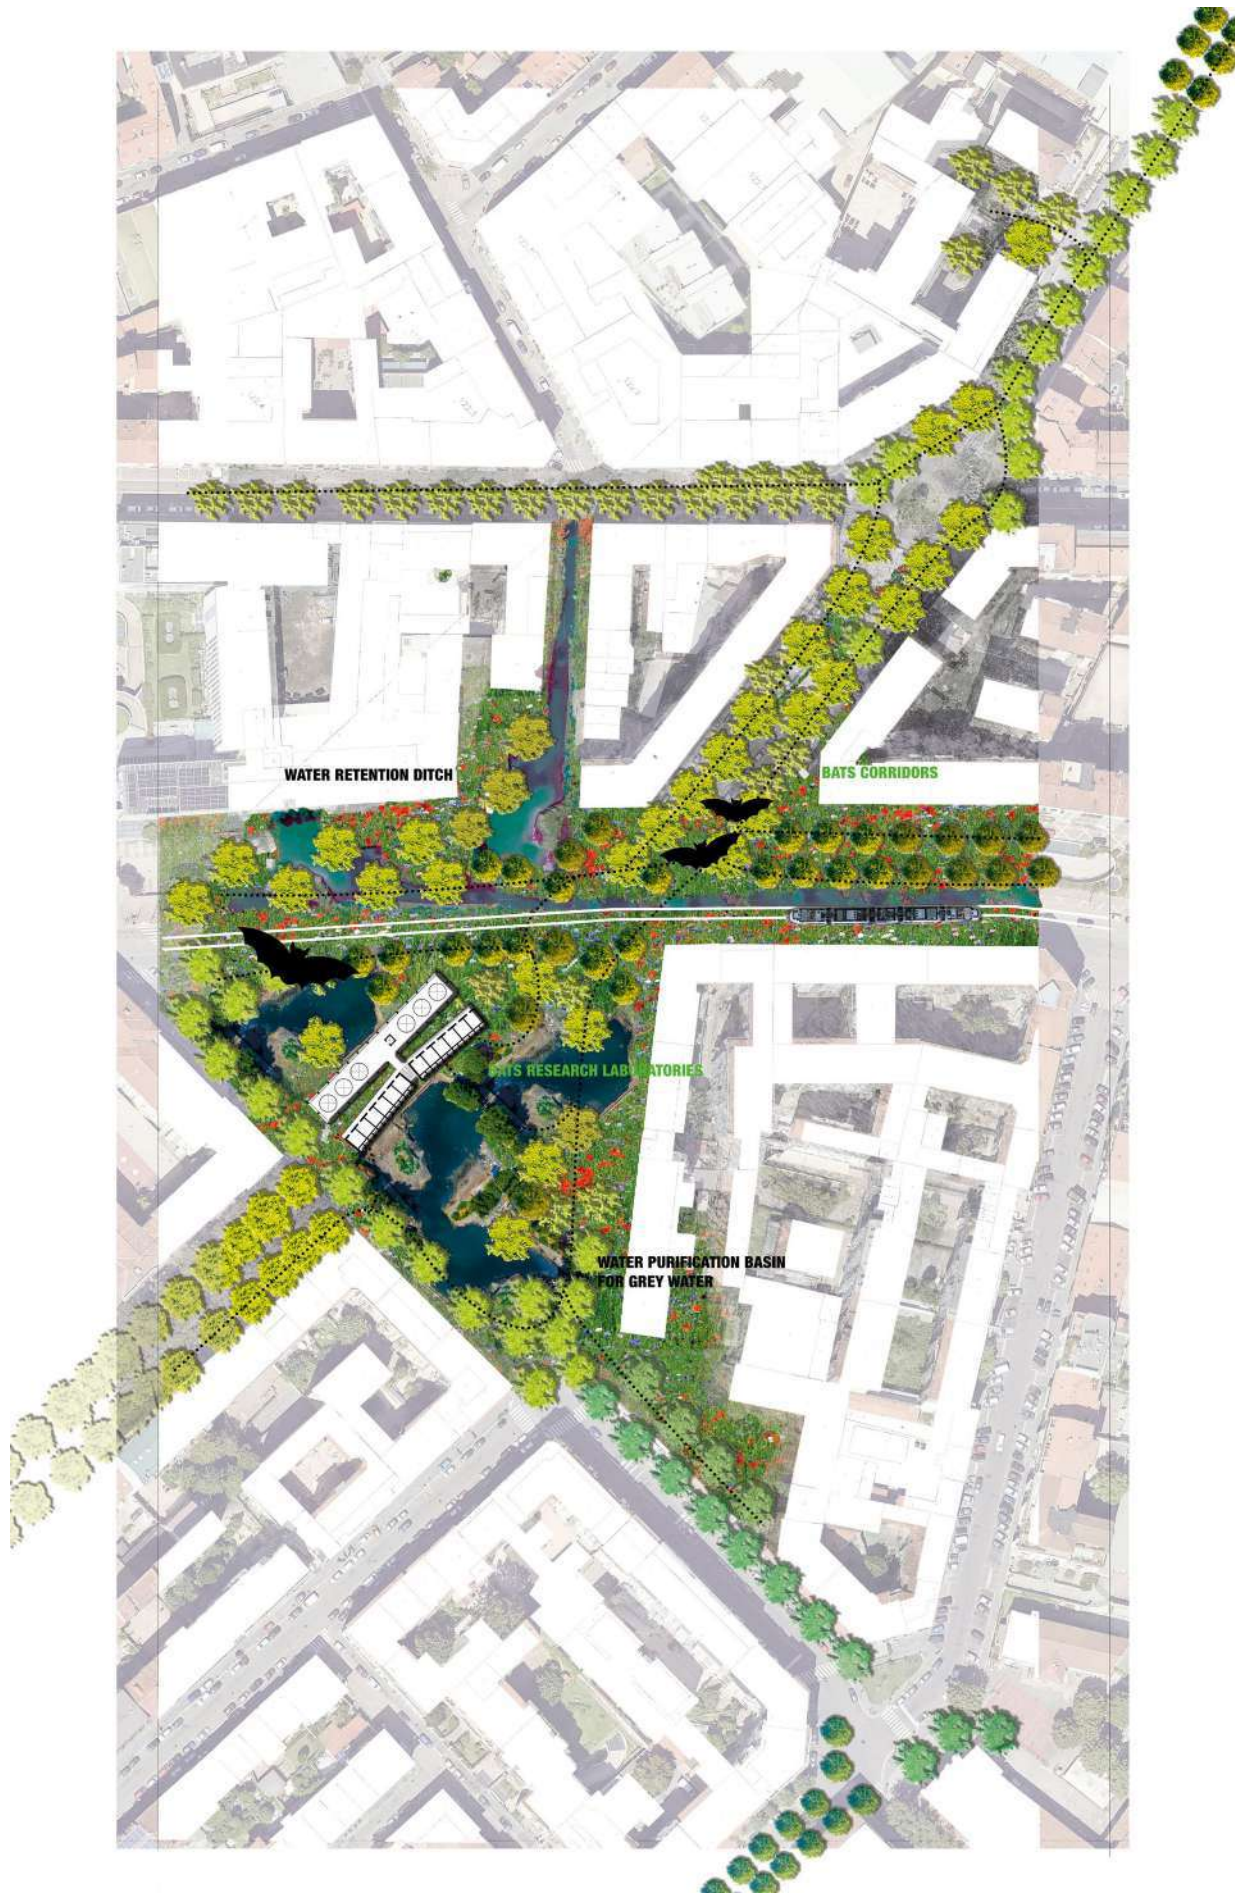 WATER RETENTION DITCH
BATS CORRIDORS
BATS RESEARCH LABORATORIES
WATER PURIFICATION BASIN
FOR GREY WATER